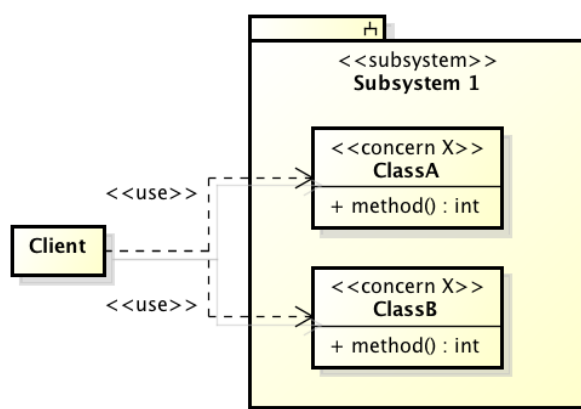 <<subsystem>>
Subsystem 1
<<concern X>>
ClassA
+ method() : int
<<use>>
Client
<<use>>
<<concern X>>
ClassB
+ method() : int